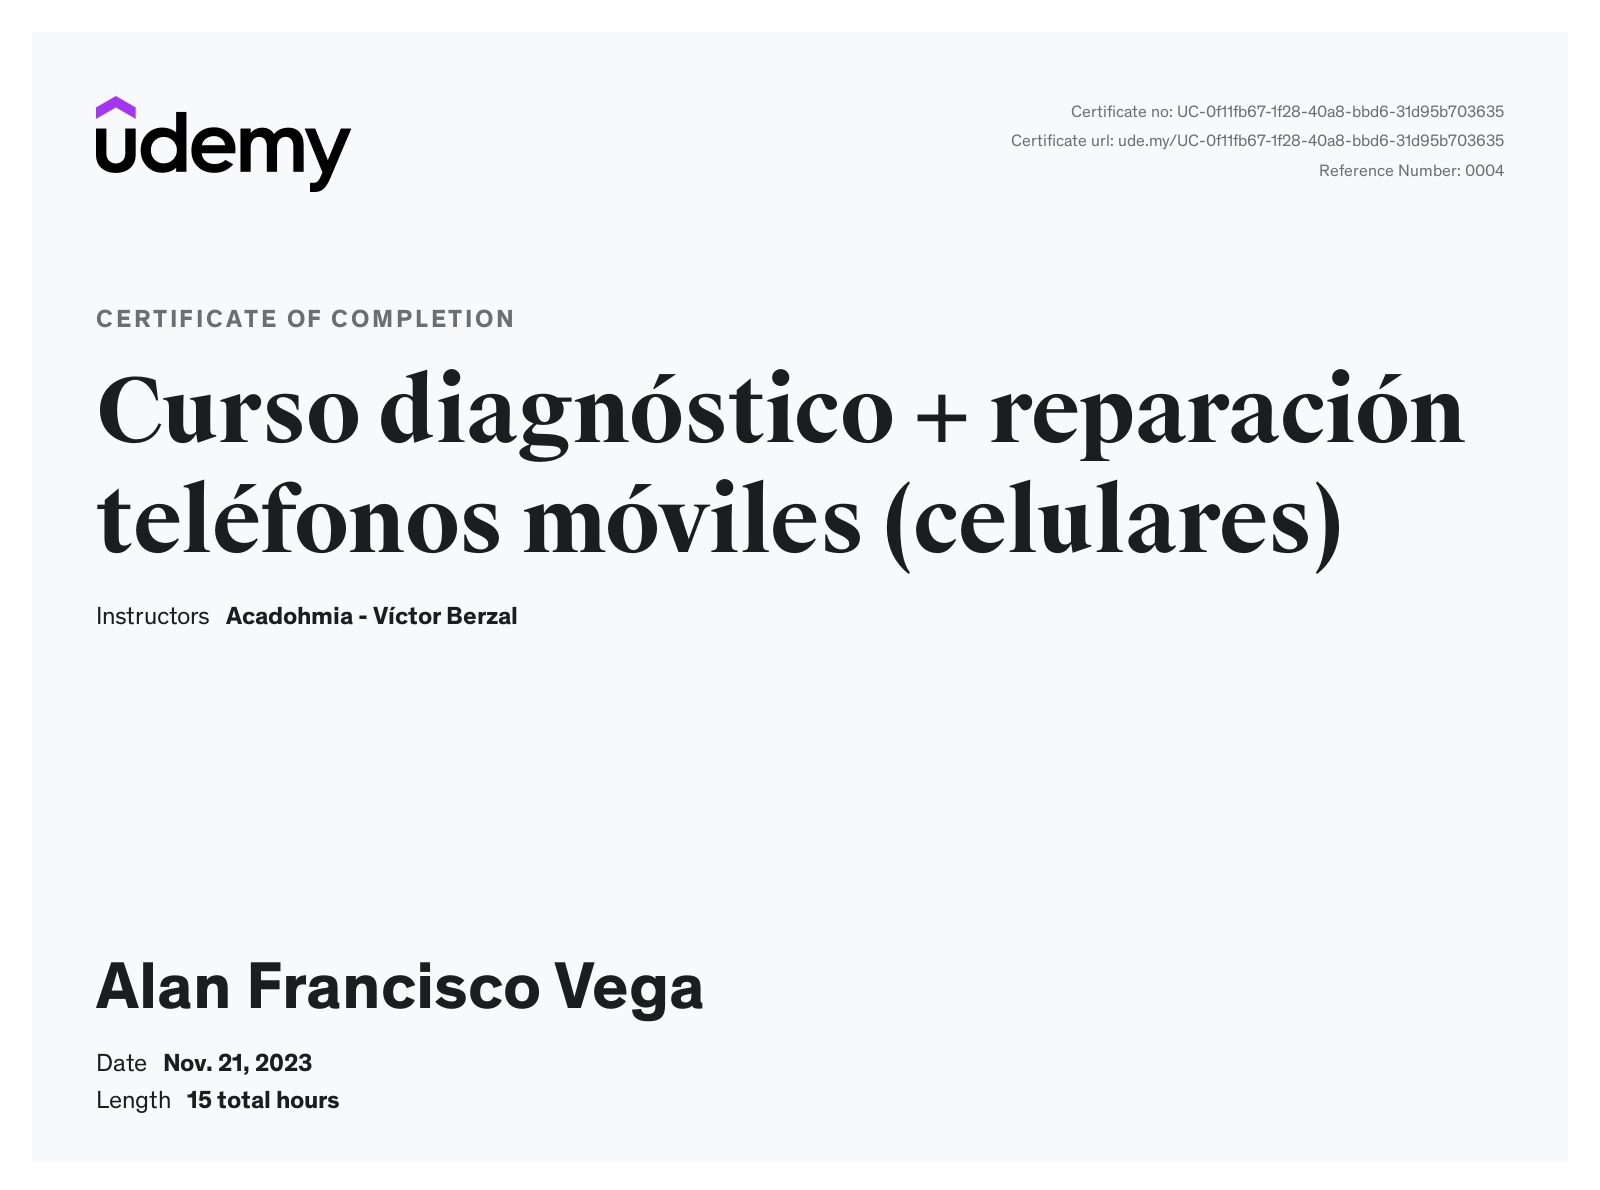 udemy
Certificate no: UC-0f11fb67-1f28-40a8-bbd6-31d95b703635
Certificate url: ude.my/UC-0f11fb67-1f28-40a8-bbd6-31d95b703635
Reference Number: 0004
CERTIFICATE OF COMPLETION
Curso diagnóstico + reparación
teléfonos móviles (celulares)
Instructors Acadohmia - Víctor Berzal
Alan Francisco Vega
Date Nov. 21, 2023
Length 15 total hours